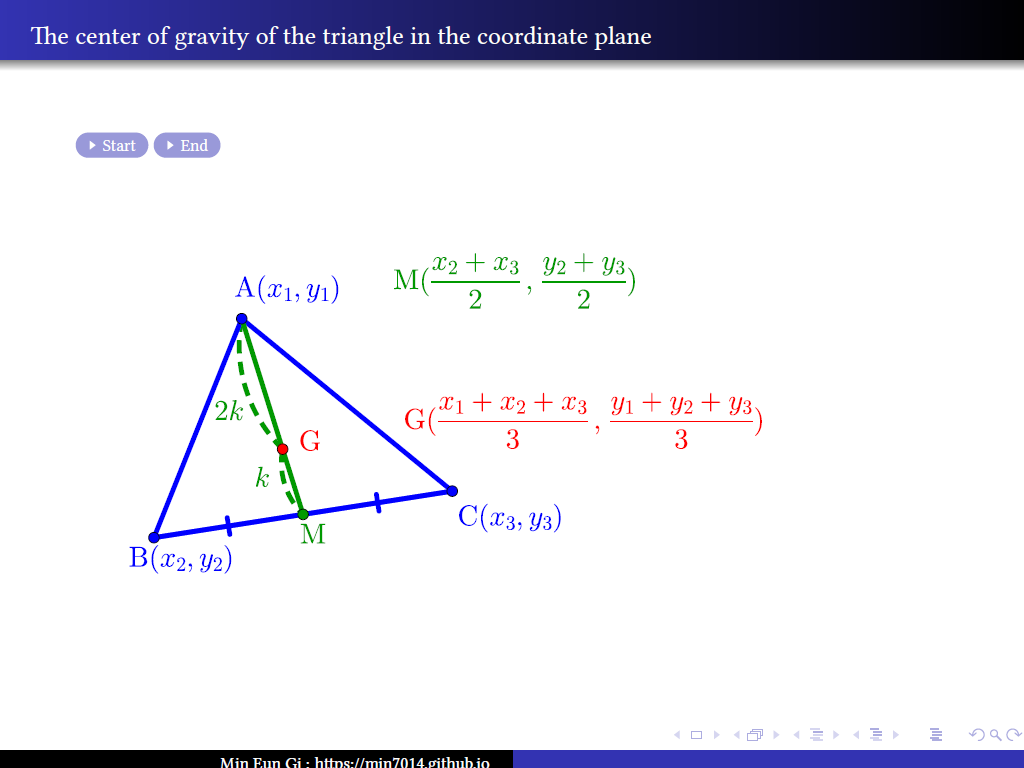 The center of gravity of the triangle in the coordinate plane
Start End
M(\frac{x_2 + x_3}{2}, \frac{y_2 + y_3}{2})
A(x_1, y_1)
G(\frac{x_1 + x_2 + x_3}{3}, \frac{y_1 + y_2 + y_3}{3})
2k
G
k
C(x_3, y_3)
M
B(x_2, y_2)
Min Eun Gi : https://min7014.github.io